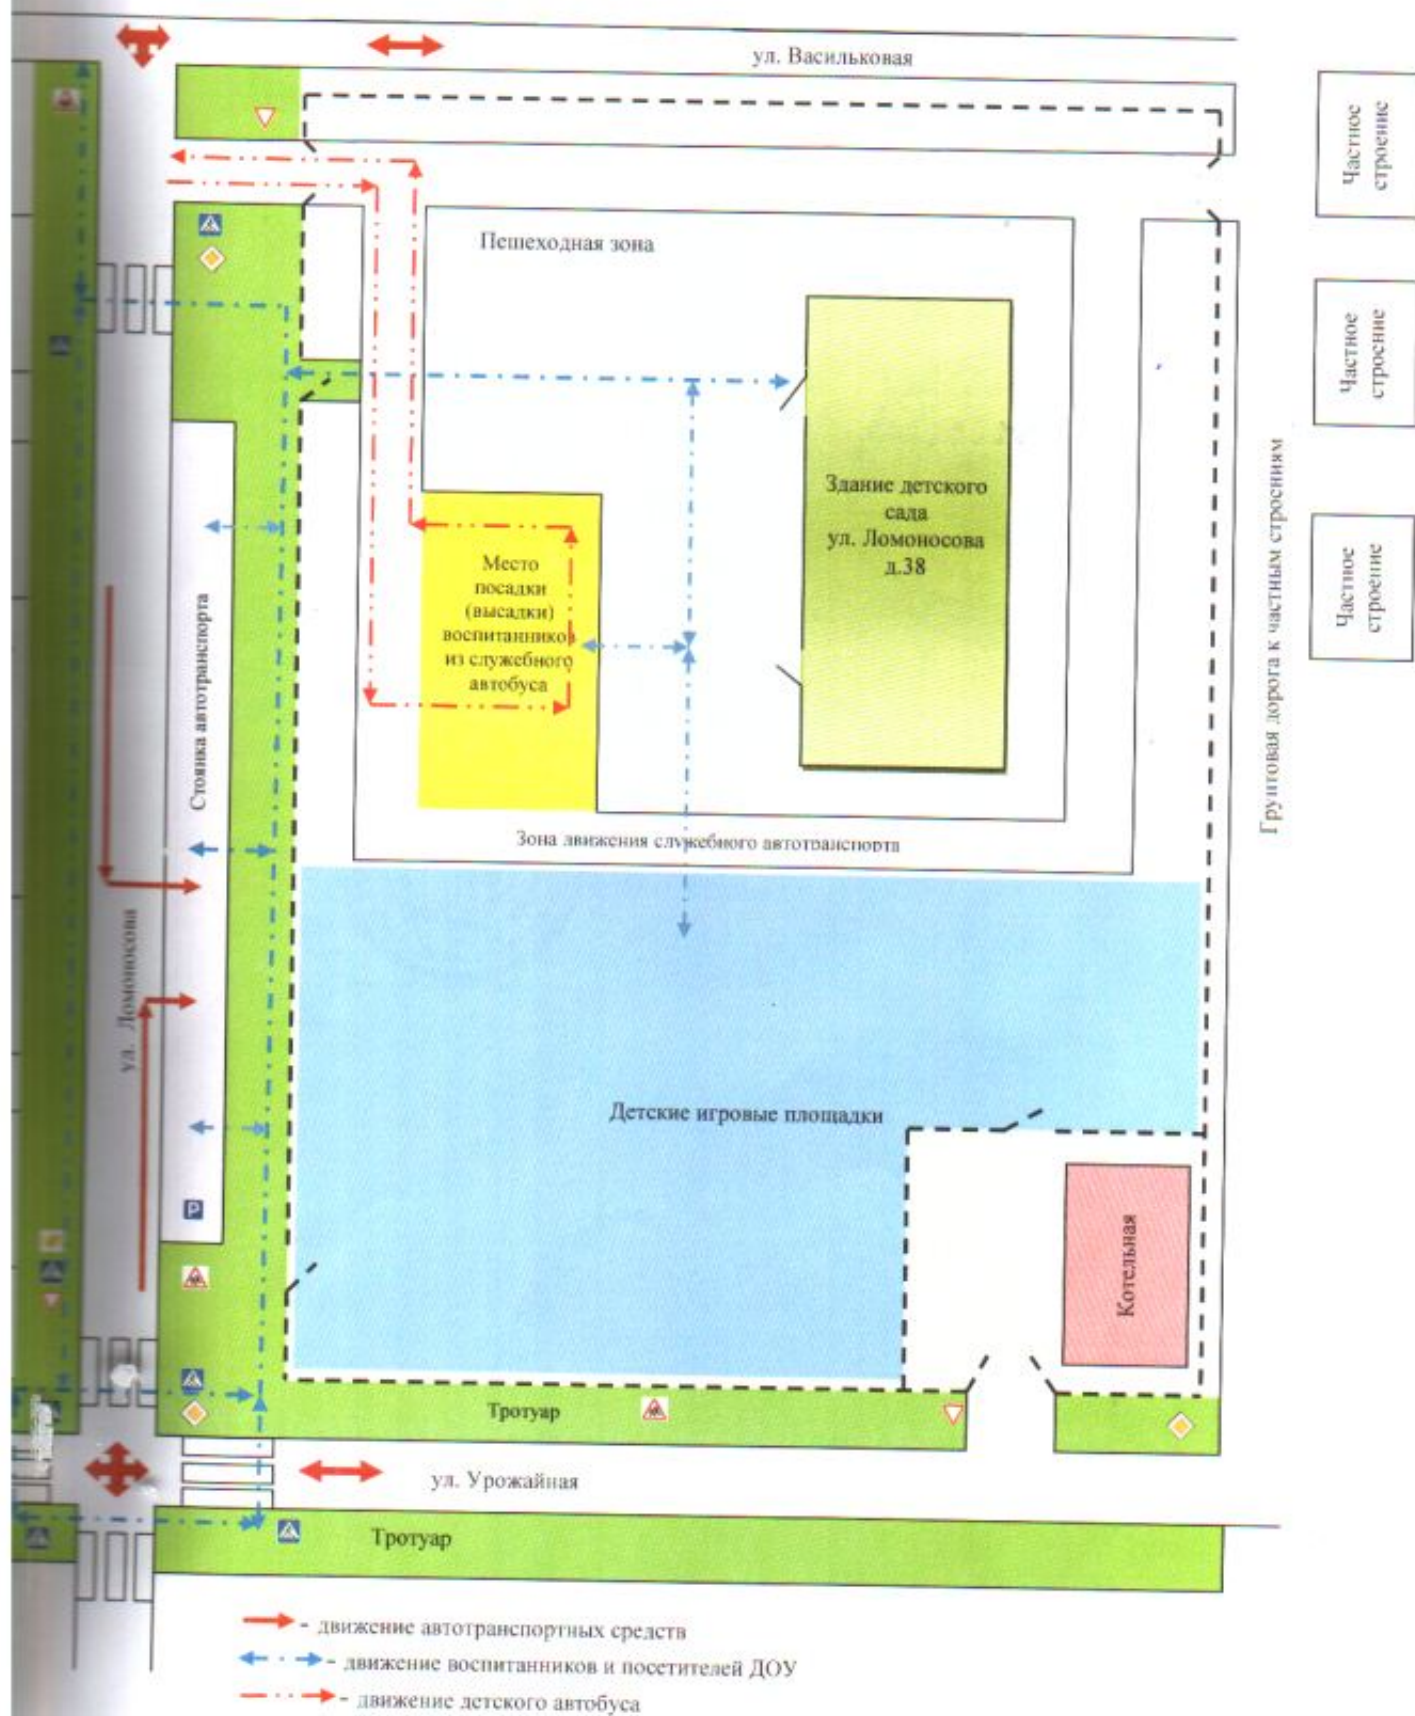 ул. Васильковая
Частное
строение
Пешеходная зона
Частное
строение
Здание детского
сада
ул. Ломоносова
д.38
Место
посадки
(высадки)
воспитанников
из служебного
автобуса
Частное
строение
Стоянка автотранспорта
Грунтовая дорога к частным строениям
Зона движения служебного автотранспорта
ул. Ломоносова
Детские игровые площадки
P
Котельная
Тротуар
ул. Урожайная
Тротуар
- движение автотранспортных средств
- движение воспитанников и посетителей ДОУ
- движение детского автобуса